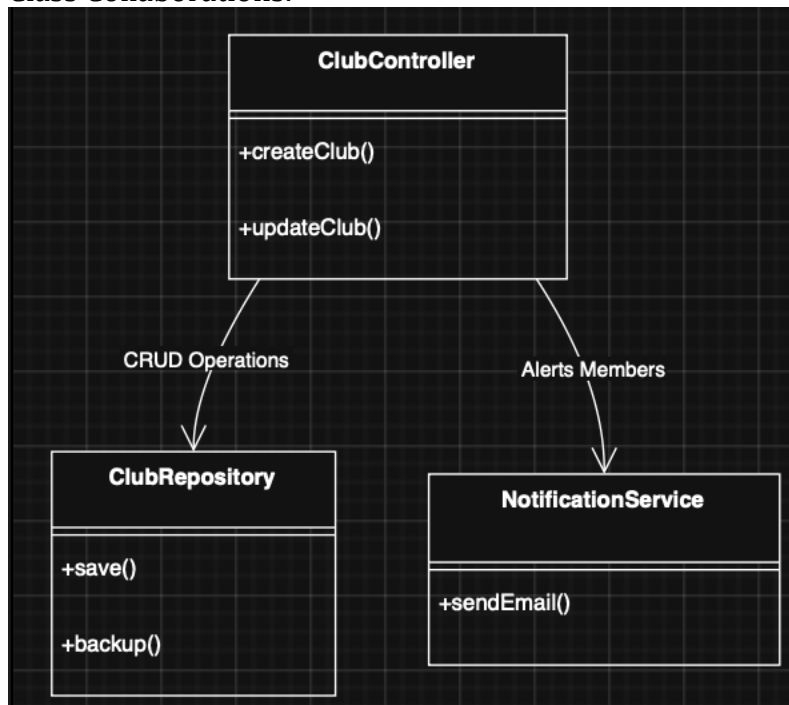 Class Collaborations:
ClubController
+createClub()
+updateClub()
CRUD Operations
Alerts Members
ClubRepository
+save()
+backup()
NotificationService
+sendEmail()